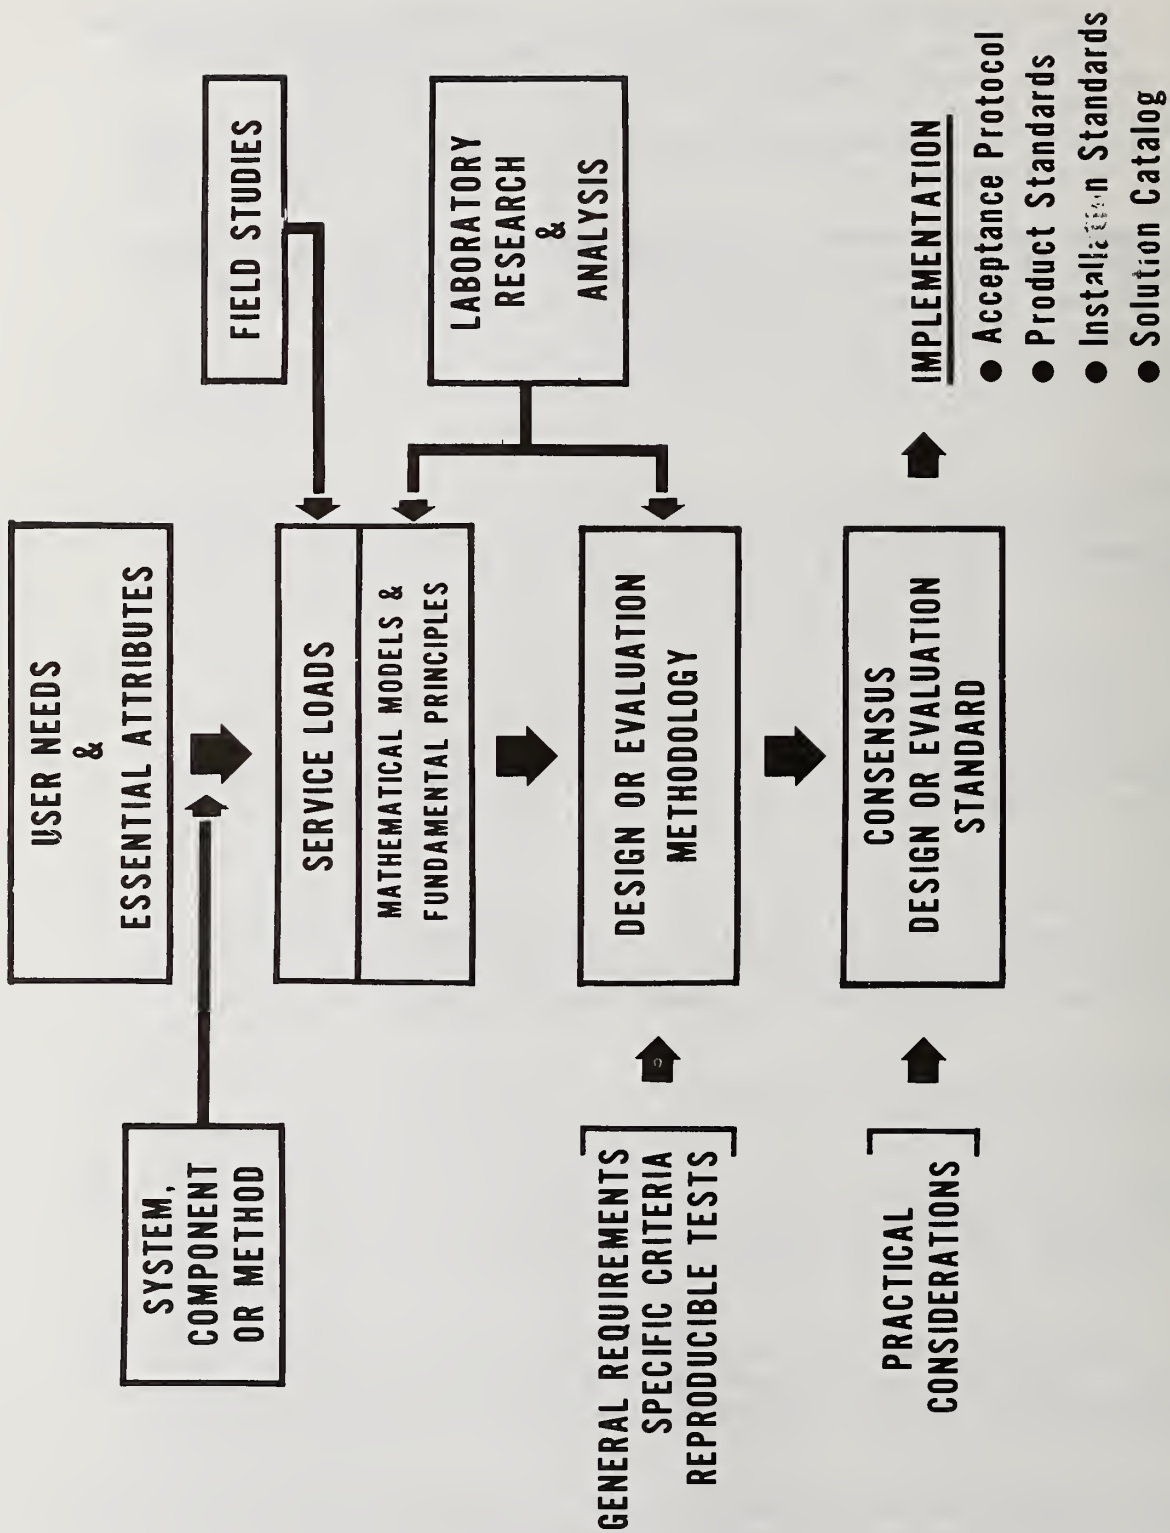 USER NEEDS
&
ESSENTIAL ATTRIBUTES
SYSTEM,
COMPONENT
OR METHOD
FIELD STUDIES
SERVICE LOADS
MATHEMATICAL MODELS &
FUNDAMENTAL PRINCIPLES
LABORATORY
RESEARCH
&
ANALYSIS
GENERAL REQUIREMENTS
SPECIFIC CRITERIA
REPRODUCIBLE TESTS
DESIGN OR EVALUATION
METHODOLOGY
PRACTICAL
CONSIDERATIONS
CONSENSUS
DESIGN OR EVALUATION
STANDARD
IMPLEMENTATION
● Acceptance Protocol
● Product Standards
● Installation Standards
● Solution Catalog